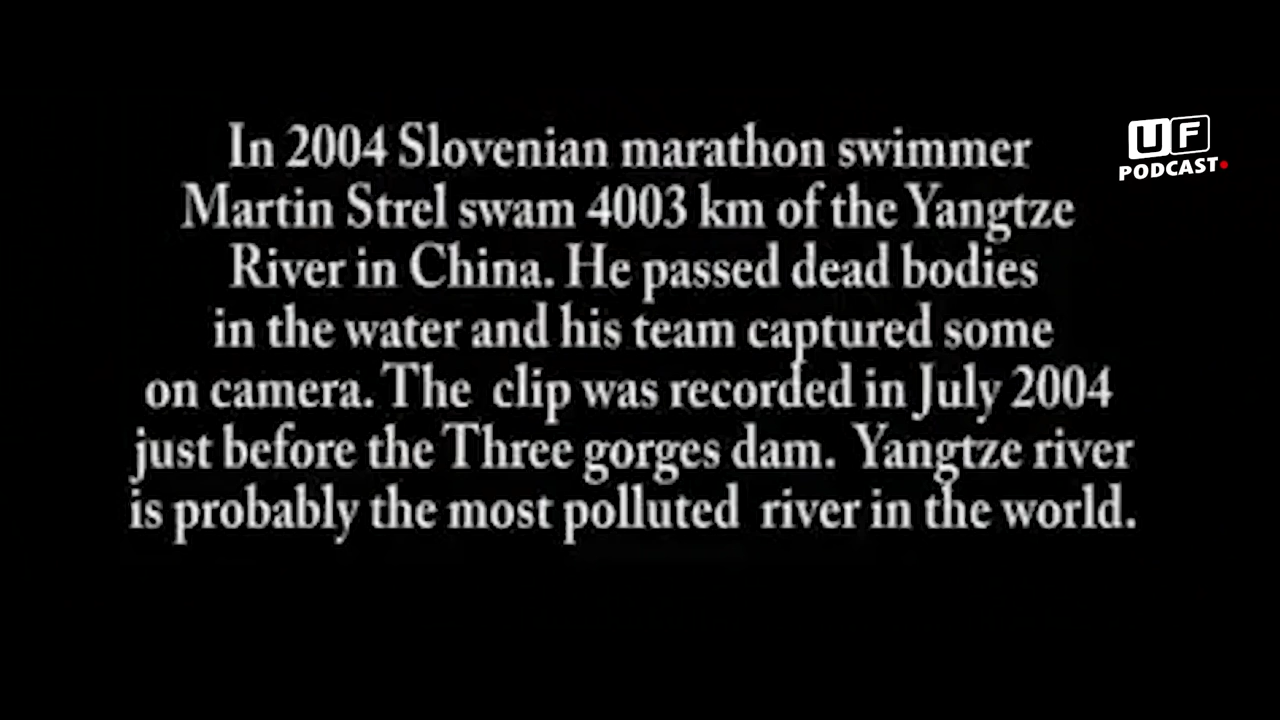 In 2004 Slovenian marathon swimmer
Martin Strel swam 4003 km of the Yangtze
River in China. He passed dead bodies
in the water and his team captured some
on camera. The clip was recorded in July 2004
just before the Three gorges dam. Yangtze river
is probably the most polluted river in the world.
UF
PODCAST